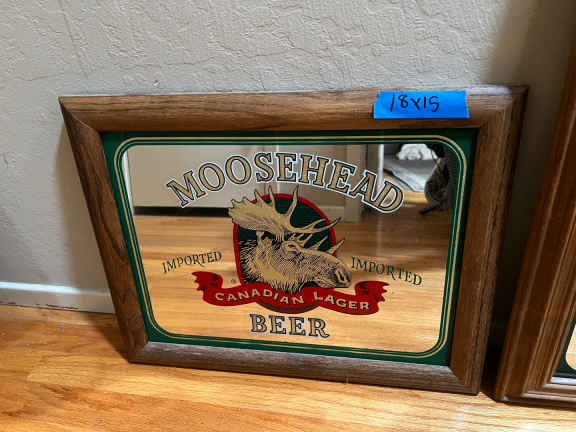 18x15
MOOSEHEAD
IMPORTED IMPORTED
®
CANADIAN LAGER
BEER